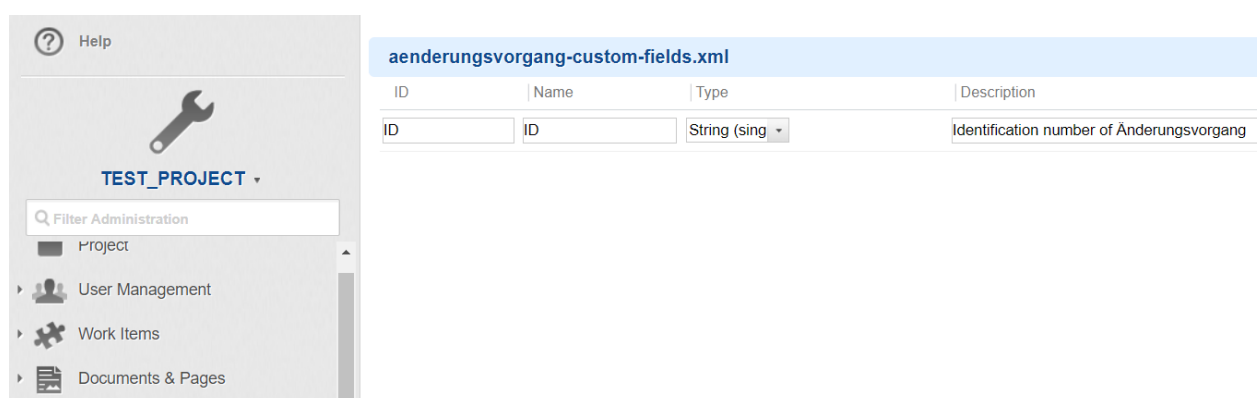 Help
TEST_PROJECT
Filter Administration
Project
User Management
Work Items
Documents & Pages
aenderungsvorgang-custom-fields.xml
ID Name Type Description
ID ID String (sing Identification number of Änderungsvorgang